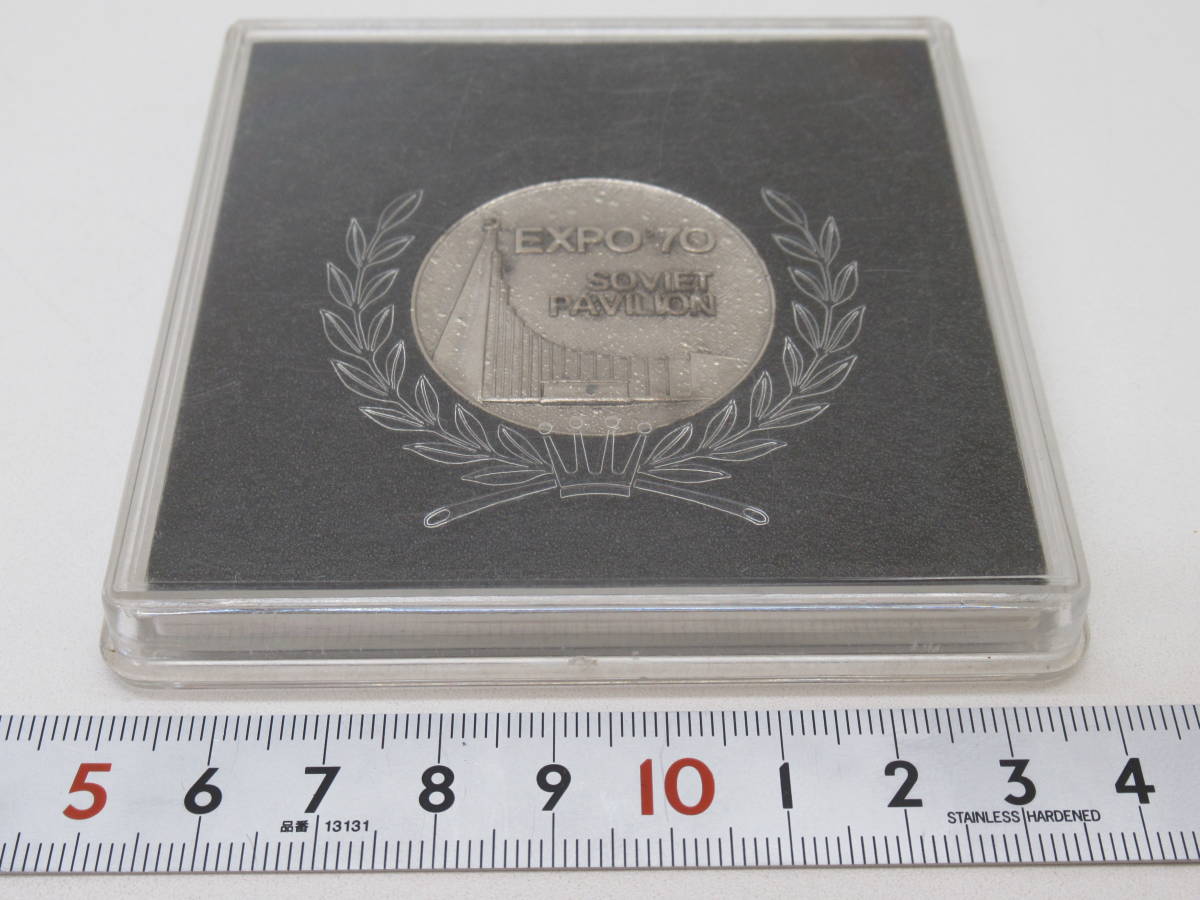 EXPO'70
SOVIET
PAVILION
5 6 7 8 9 10 1 2 3 4
品番 13131
STAINLESS HARDENED